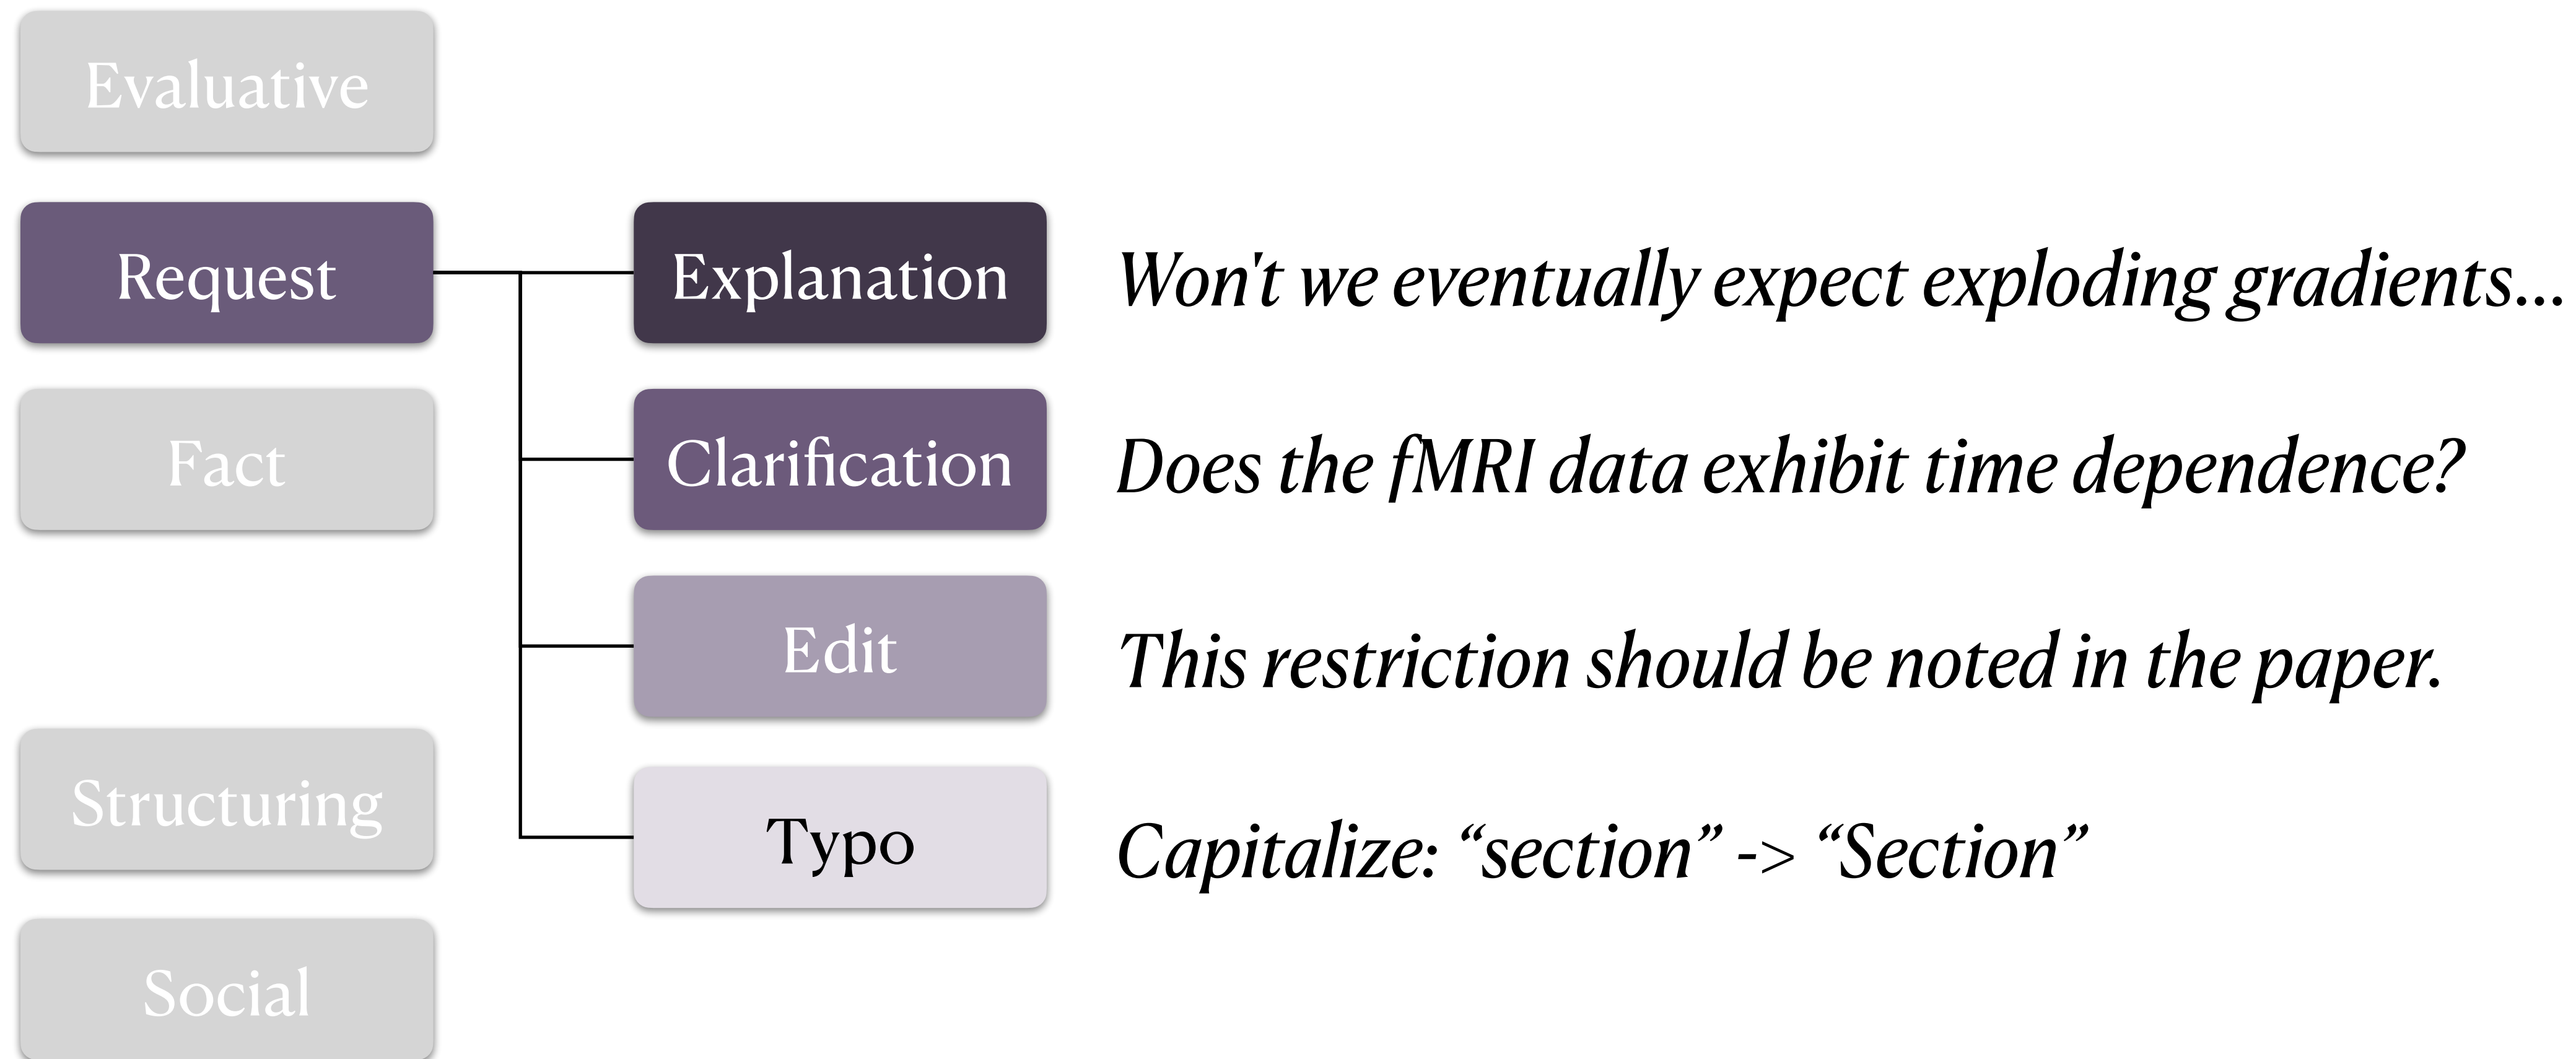 Evaluative
Request
Explanation
Won't we eventually expect exploding gradients...
Fact
Clarification
Does the fMRI data exhibit time dependence?
Edit
This restriction should be noted in the paper.
Structuring
Typo
Capitalize: “section” -> “Section”
Social